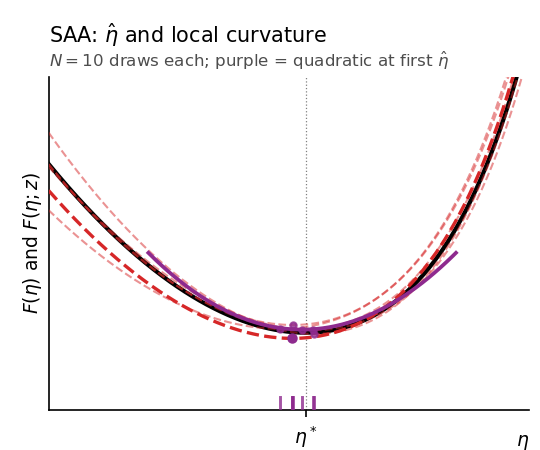 SAA: η̂ and local curvature
N = 10 draws each; purple = quadratic at first η̂
F(η) and F(η; z)
η*
η